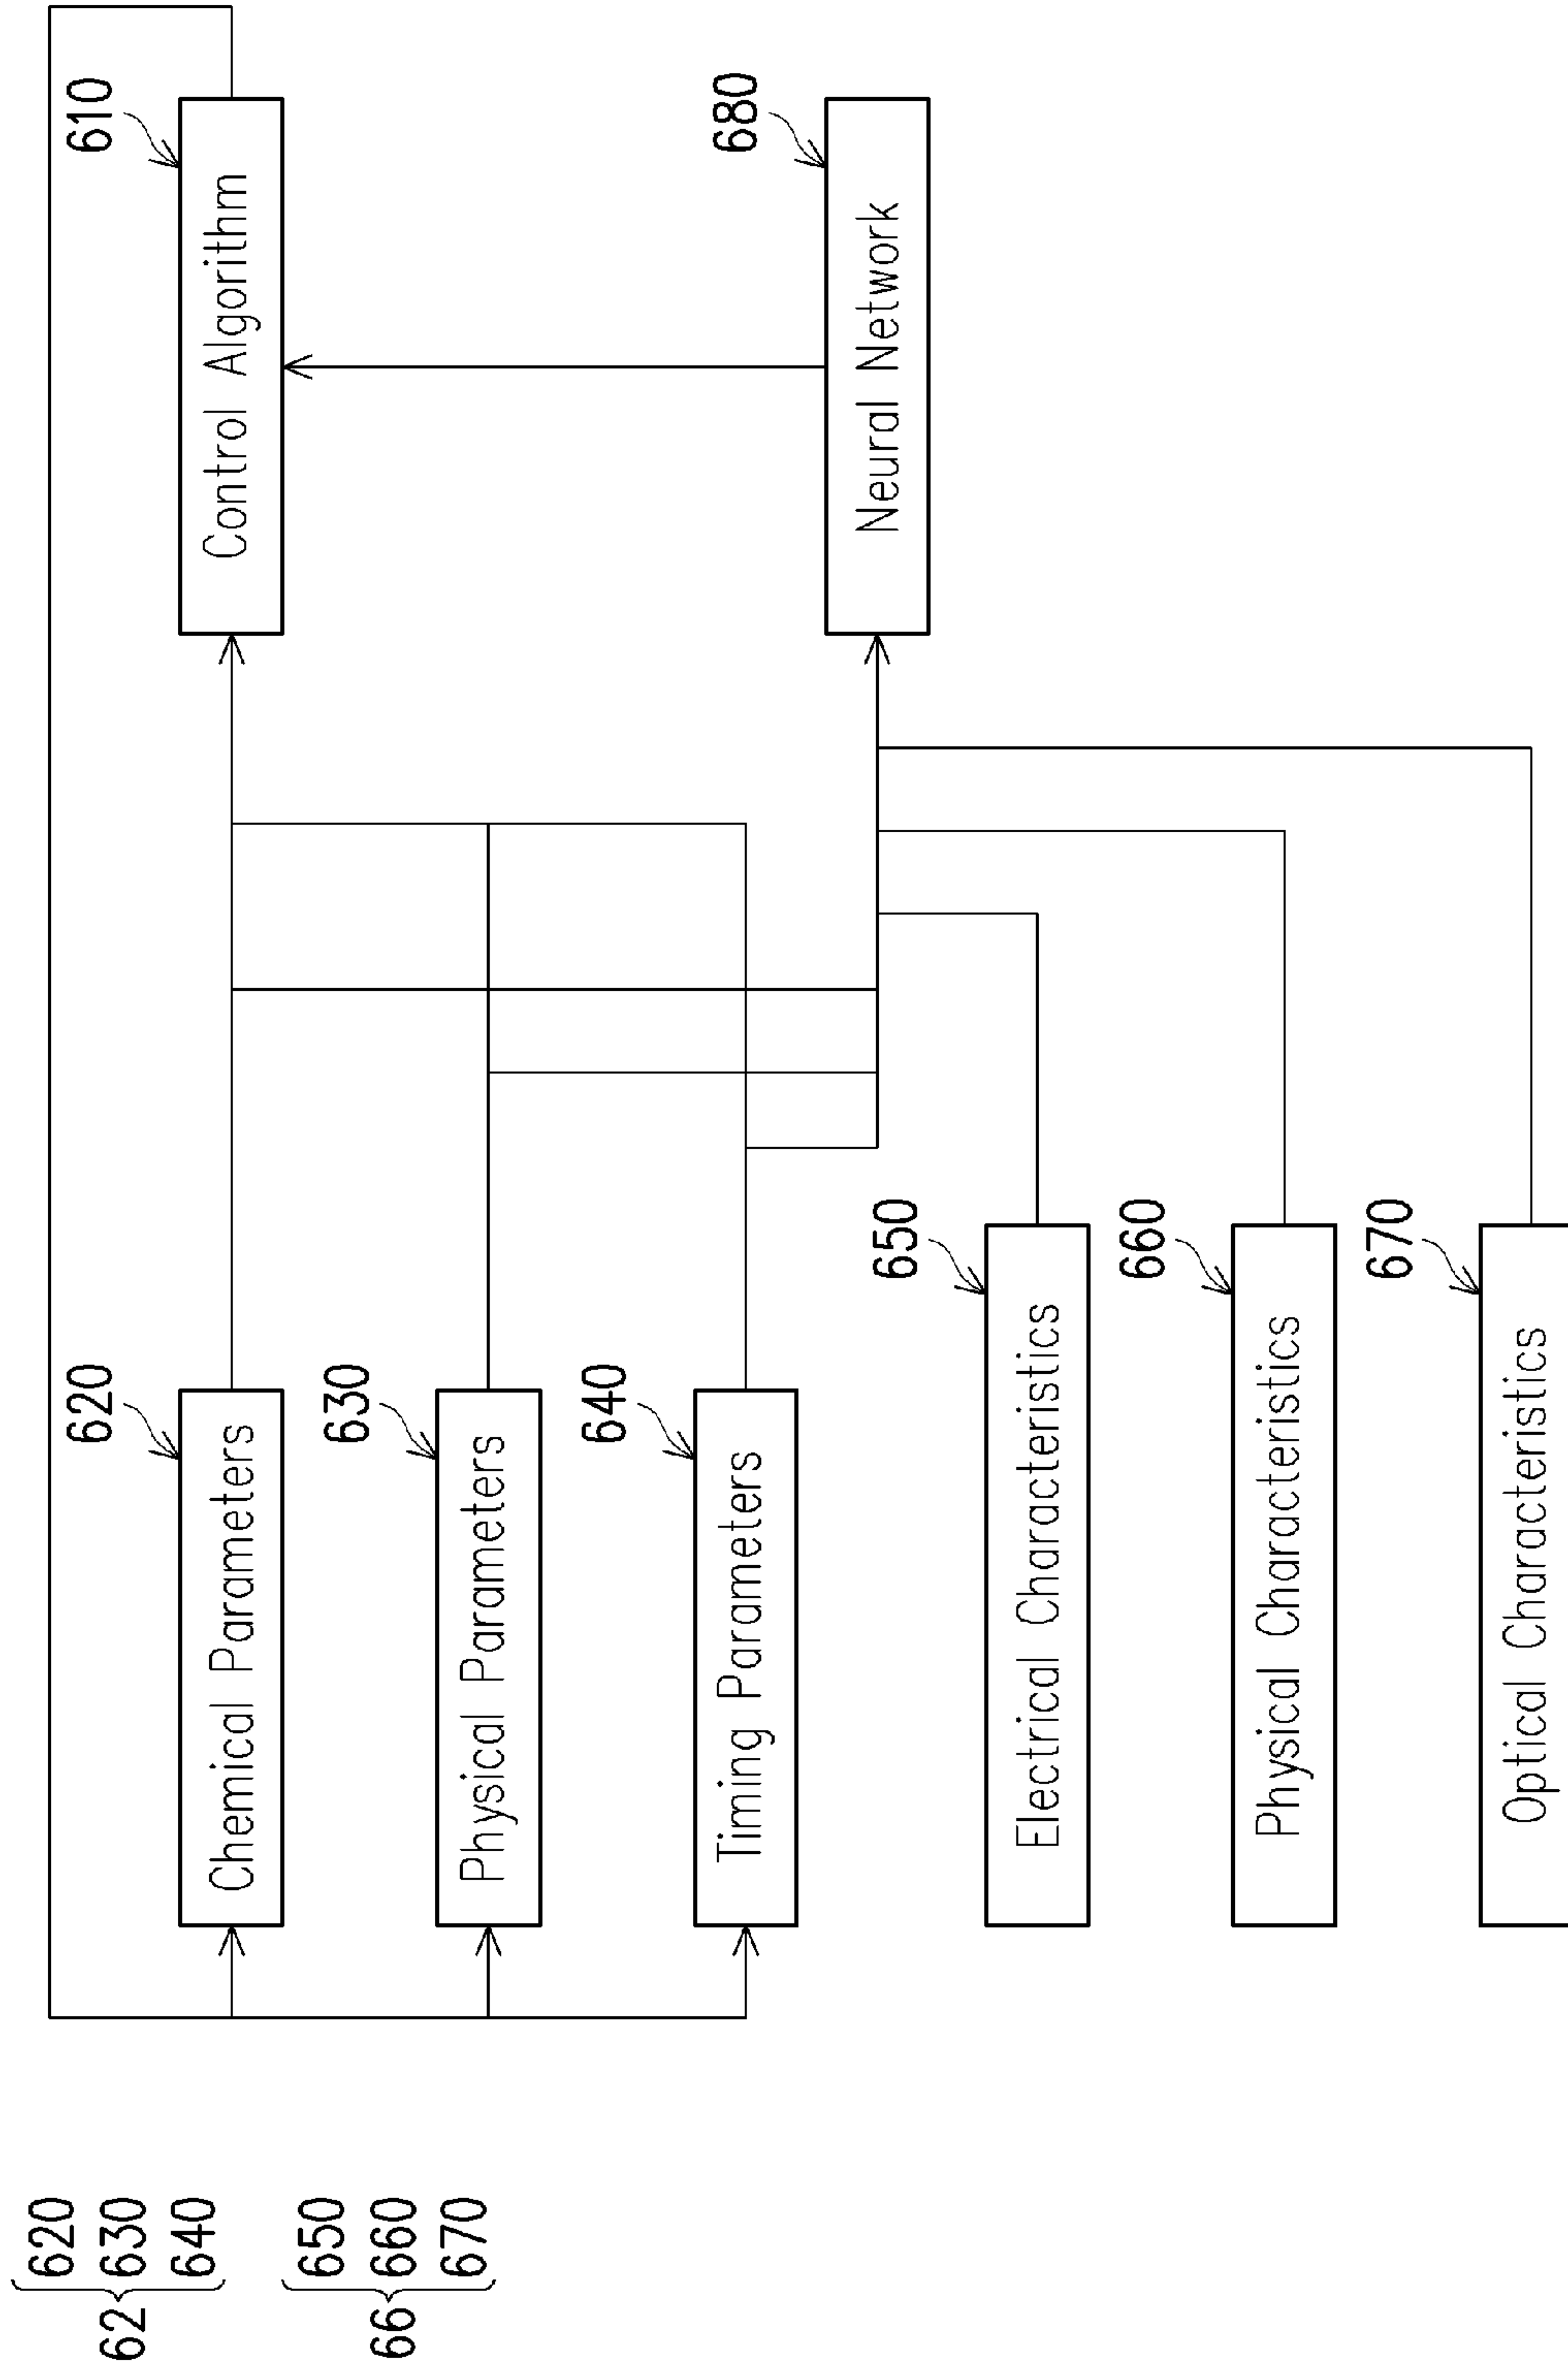 62
620
630
640
66
650
660
670
620
Chemical Parameters
630
Physical Parameters
640
Timing Parameters
650
Electrical Characteristics
660
Physical Characteristics
670
Optical Characteristics
610
Control Algorithm
680
Neural Network